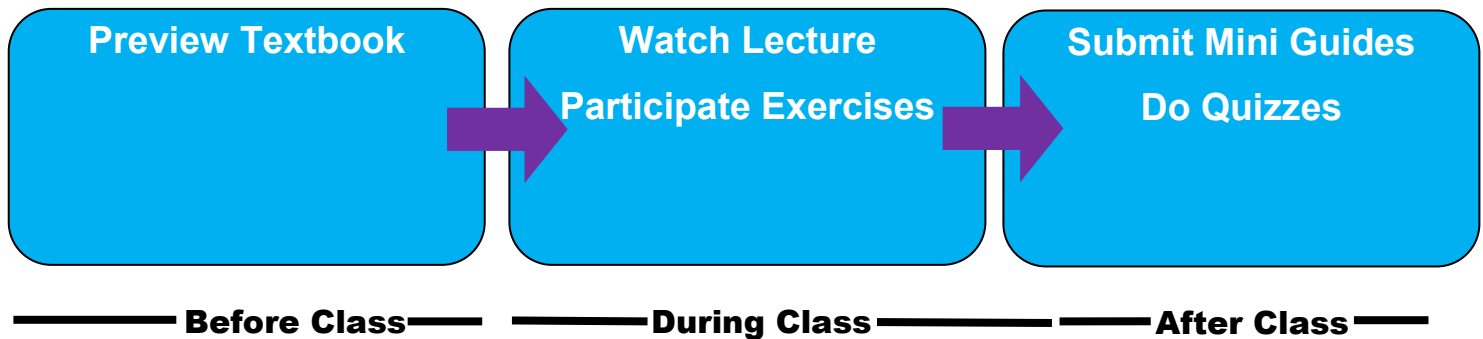 Preview Textbook
Watch Lecture
Participate Exercises
Submit Mini Guides
Do Quizzes
Before Class
During Class
After Class